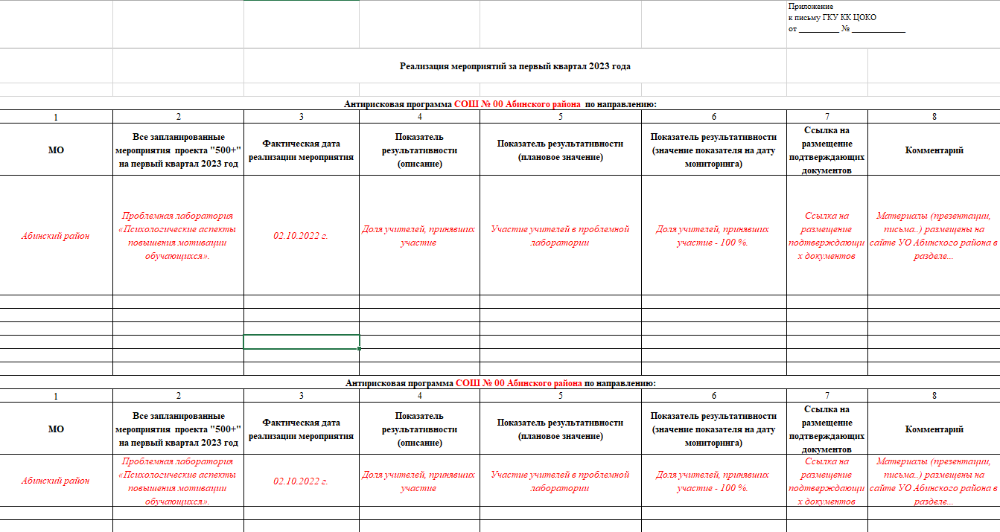 Приложение
к письму ГКУ КК ЦОКО
от _________ № ____________
Реализация мероприятий за первый квартал 2023 года
Антирисковая программа СОШ № 00 Абинского района по направлению:
1 2 3 4 5 6 7 8
МО
Все запланированные
мероприятия проекта "500+"
на первый квартал 2023 год
Фактическая дата
реализации мероприятия
Показатель
результативности
(описание)
Показатель результативности
(плановое значение)
Показатель результативности
(значение показателя на дату
мониторинга)
Ссылка на
размещение
подтверждающих
документов
Комментарий
Абинский район
Проблемная лаборатория
«Психологические аспекты
повышения мотивации
обучающихся».
02.10.2022 г.
Доля учителей, принявших
участие
Участие учителей в проблемной
лаборатории
Доля учителей, принявших
участие - 100 %.
Ссылка на
размещение
подтверждающи
х документов
Материалы (презентации,
письма..) размещены на
сайте УО Абинского района в
разделе...
Антирисковая программа СОШ № 00 Абинского района по направлению:
1 2 3 4 5 6 7 8
МО
Все запланированные
мероприятия проекта "500+"
на первый квартал 2023 год
Фактическая дата
реализации мероприятия
Показатель
результативности
(описание)
Показатель результативности
(плановое значение)
Показатель результативности
(значение показателя на дату
мониторинга)
Ссылка на
размещение
подтверждающих
документов
Комментарий
Абинский район
Проблемная лаборатория
«Психологические аспекты
повышения мотивации
обучающихся».
02.10.2022 г.
Доля учителей, принявших
участие
Участие учителей в проблемной
лаборатории
Доля учителей, принявших
участие - 100 %.
Ссылка на
размещение
подтверждающи
х документов
Материалы (презентации,
письма..) размещены на
сайте УО Абинского района в
разделе...